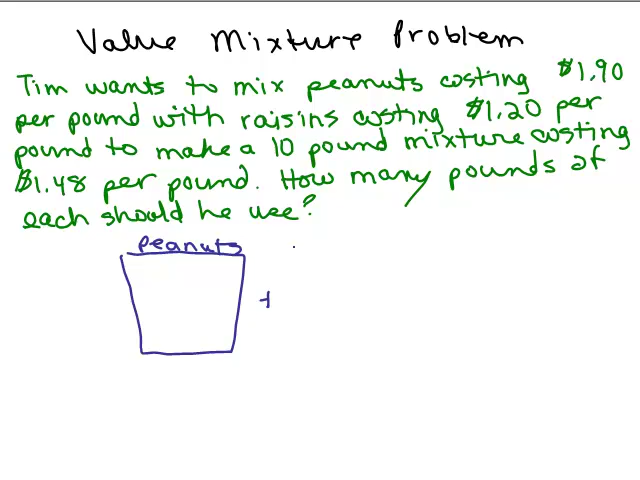 Value Mixture Problem
Tim wants to mix peanuts costing $1.90
per pound with raisins costing $1.20 per
pound to make a 10 pound mixture costing
$1.48 per pound. How many pounds of
each should he use?
peanuts
+